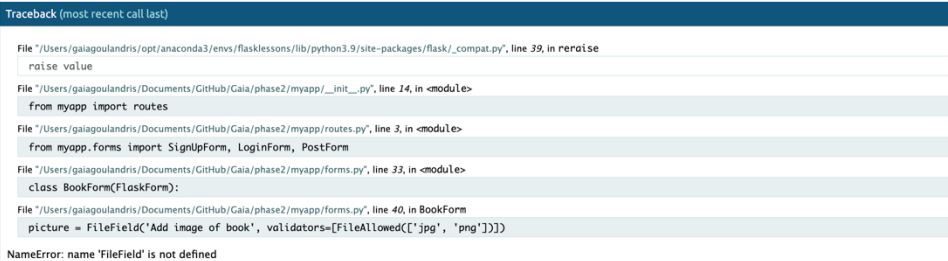 Traceback (most recent call last)
File "/Users/gaiagoulandris/opt/anaconda3/envs/flasklessons/lib/python3.9/site-packages/flask/_compat.py", line 39, in reraise
raise value
File "/Users/gaiagoulandris/Documents/GitHub/Gaia/phase2/myapp/__init__.py", line 14, in <module>
from myapp import routes
File "/Users/gaiagoulandris/Documents/GitHub/Gaia/phase2/myapp/routes.py", line 3, in <module>
from myapp.forms import SignUpForm, LoginForm, PostForm
File "/Users/gaiagoulandris/Documents/GitHub/Gaia/phase2/myapp/forms.py", line 33, in <module>
class BookForm(FlaskForm):
File "/Users/gaiagoulandris/Documents/GitHub/Gaia/phase2/myapp/forms.py", line 40, in BookForm
picture = FileField('Add image of book', validators=[FileAllowed(['jpg', 'png'])])
NameError: name 'FileField' is not defined